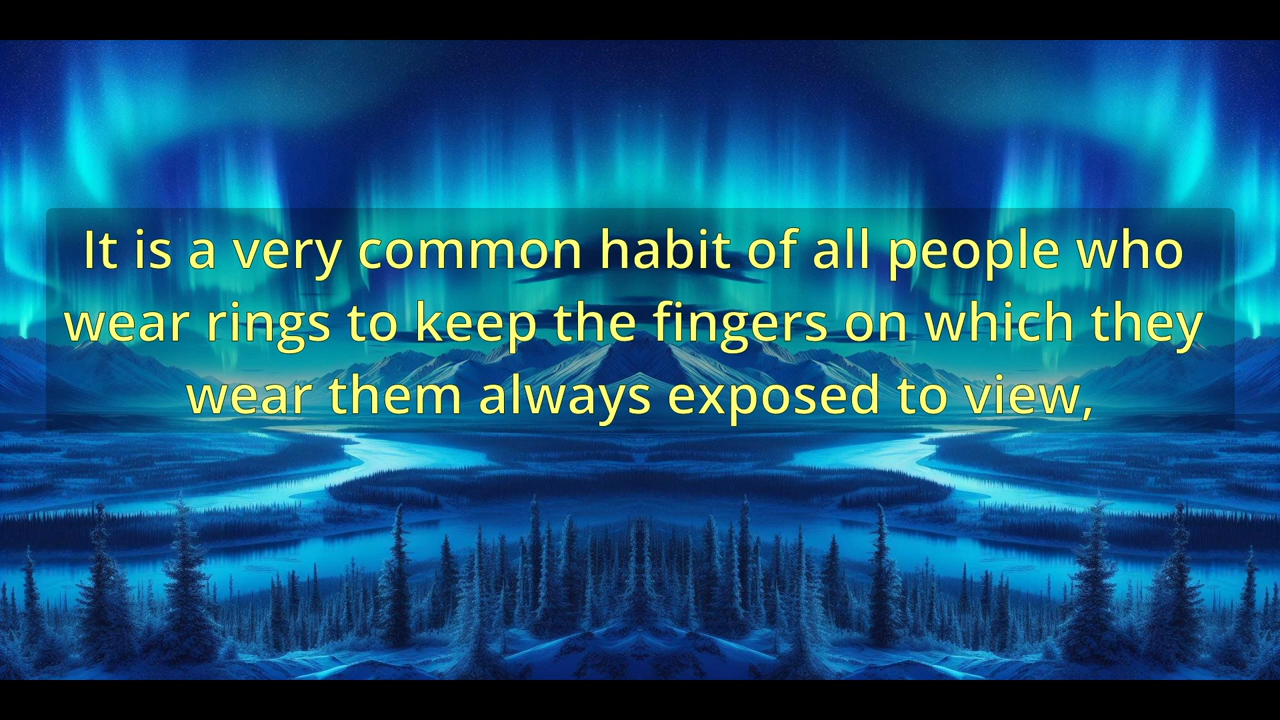 It is a very common habit of all people who
wear rings to keep the fingers on which they
wear them always exposed to view,